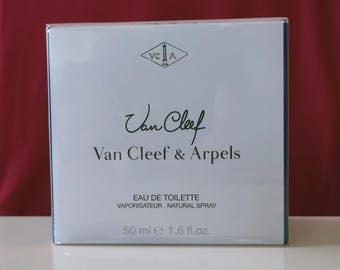 VC A
Van Cleef
Van Cleef & Arpels
EAU DE TOILETTE
VAPORISATEUR . NATURAL SPRAY
50 ml ℮ 1.6 fl.oz.